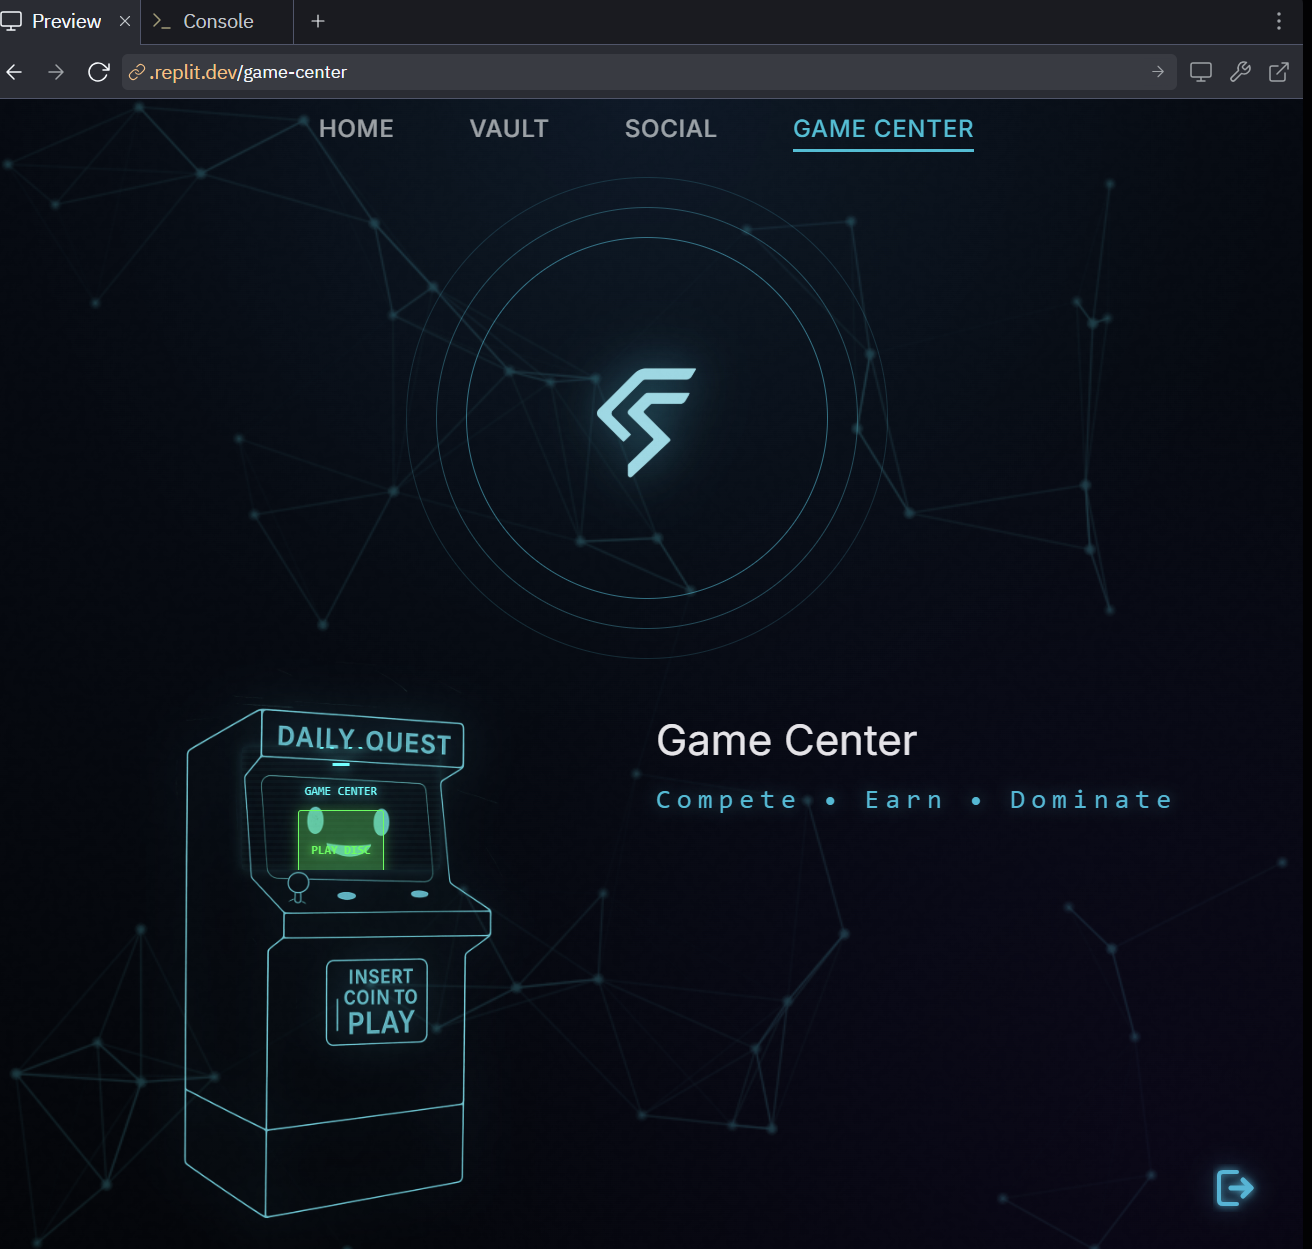 Preview
Console
.replit.dev/game-center
HOME
VAULT
SOCIAL
GAME CENTER
DAILY QUEST
GAME CENTER
PLAY DISC
INSERT
COIN TO
PLAY
Game Center
Compete • Earn • Dominate